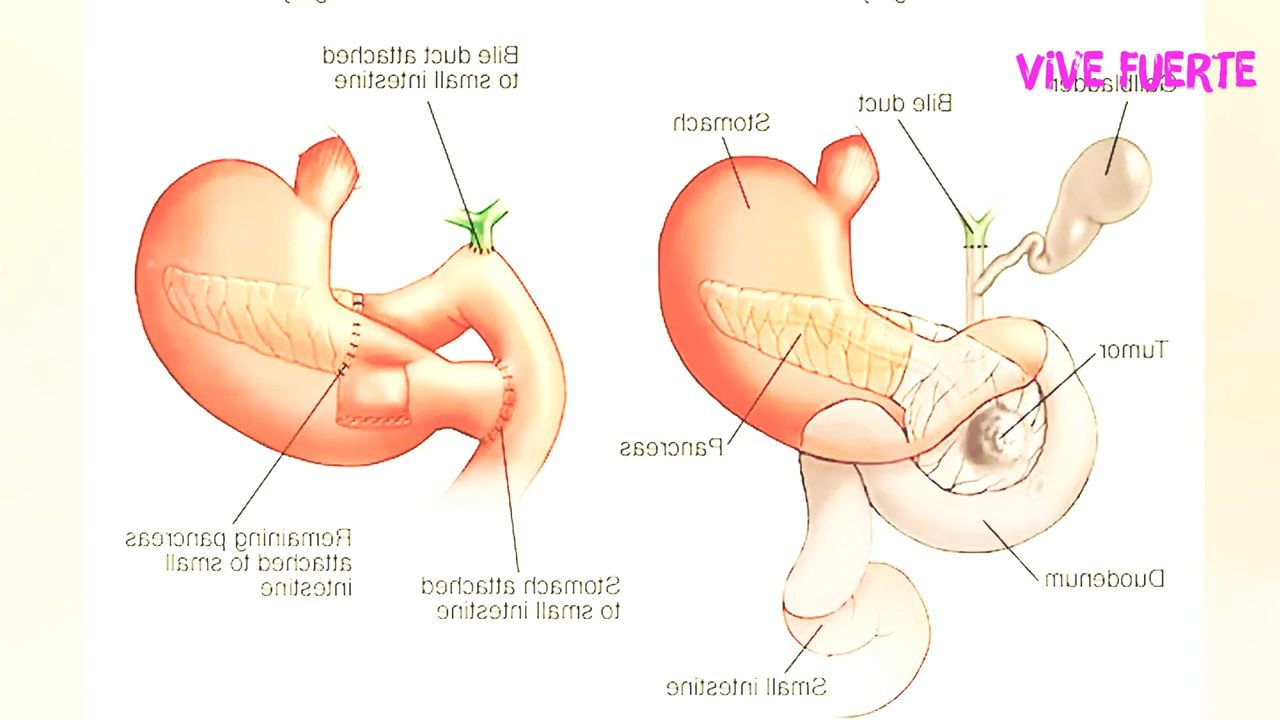 Bile duct attached
to small intestine
Remaining pancreas
attached to small
intestine
Stomach attached
to small intestine
VIVE FUERTE
Gallbladder
Bile duct
Stomach
Tumor
Pancreas
Duodenum
Small intestine